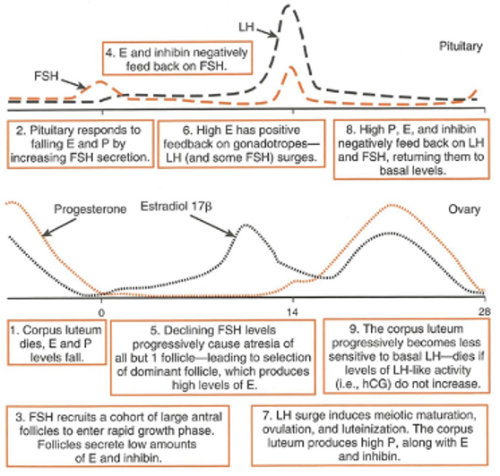 LH
Pituitary
4. E and inhibin negatively
feed back on FSH.
FSH
2. Pituitary responds to
falling E and P by
increasing FSH secretion.
6. High E has positive
feedback on gonadotropes—
LH (and some FSH) surges.
8. High P, E, and inhibin
negatively feed back on LH
and FSH, returning them to
basal levels.
Progesterone
Estradiol 17β
Ovary
0
14
28
1. Corpus luteum
dies, E and P
levels fall.
5. Declining FSH levels
progressively cause atresia of
all but 1 follicle—leading to selection
of dominant follicle, which produces
high levels of E.
9. The corpus luteum
progressively becomes less
sensitive to basal LH—dies if
levels of LH-like activity
(i.e., hCG) do not increase.
3. FSH recruits a cohort of large antral
follicles to enter rapid growth phase.
Follicles secrete low amounts
of E and inhibin.
7. LH surge induces meiotic maturation,
ovulation, and luteinization. The corpus
luteum produces high P, along with E
and inhibin.